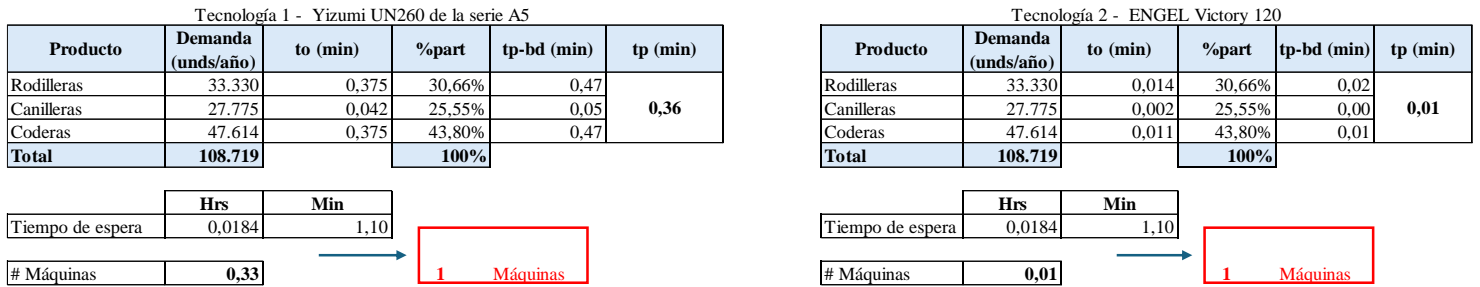 Tecnología 1 - Yizumi UN260 de la serie A5
Producto Demanda (unds/año) to (min) %part tp-bd (min) tp (min)
Rodilleras 33.330 0,375 30,66% 0,47
Canilleras 27.775 0,042 25,55% 0,05 0,36
Coderas 47.614 0,375 43,80% 0,47
Total 108.719 100%
Hrs Min
Tiempo de espera 0,0184 1,10
# Máquinas 0,33 1 Máquinas
Tecnología 2 - ENGEL Victory 120
Producto Demanda (unds/año) to (min) %part tp-bd (min) tp (min)
Rodilleras 33.330 0,014 30,66% 0,02
Canilleras 27.775 0,002 25,55% 0,00 0,01
Coderas 47.614 0,011 43,80% 0,01
Total 108.719 100%
Hrs Min
Tiempo de espera 0,0184 1,10
# Máquinas 0,01 1 Máquinas